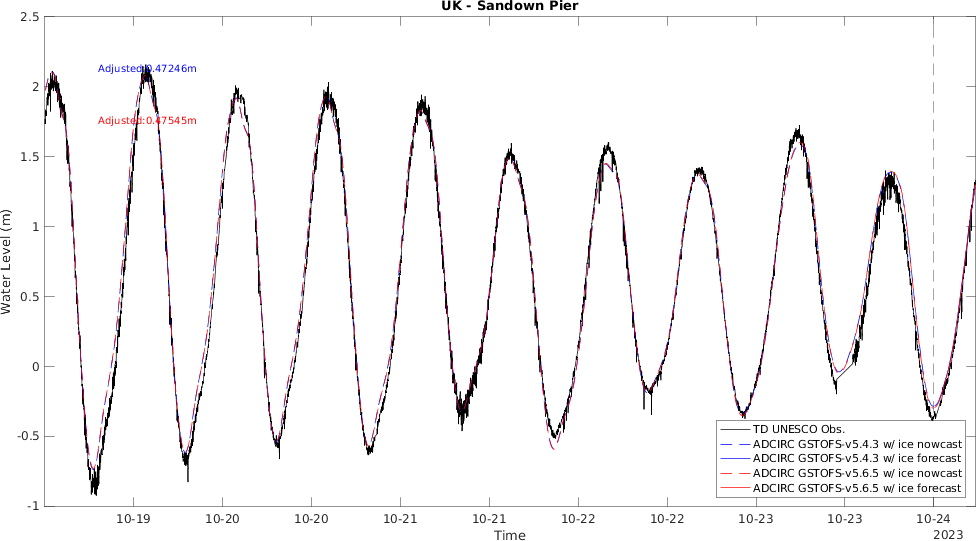 UK - Sandown Pier
2.5
2
1.5
1
0.5
0
-0.5
-1
Water Level (m)
Adjusted:0.47246m
Adjusted:0.47545m
TD UNESCO Obs.
ADCIRC GSTOFS-v5.4.3 w/ ice nowcast
ADCIRC GSTOFS-v5.4.3 w/ ice forecast
ADCIRC GSTOFS-v5.6.5 w/ ice nowcast
ADCIRC GSTOFS-v5.6.5 w/ ice forecast
10-19 10-20 10-20 10-21 10-21 10-22 10-22 10-23 10-23 10-24
2023
Time